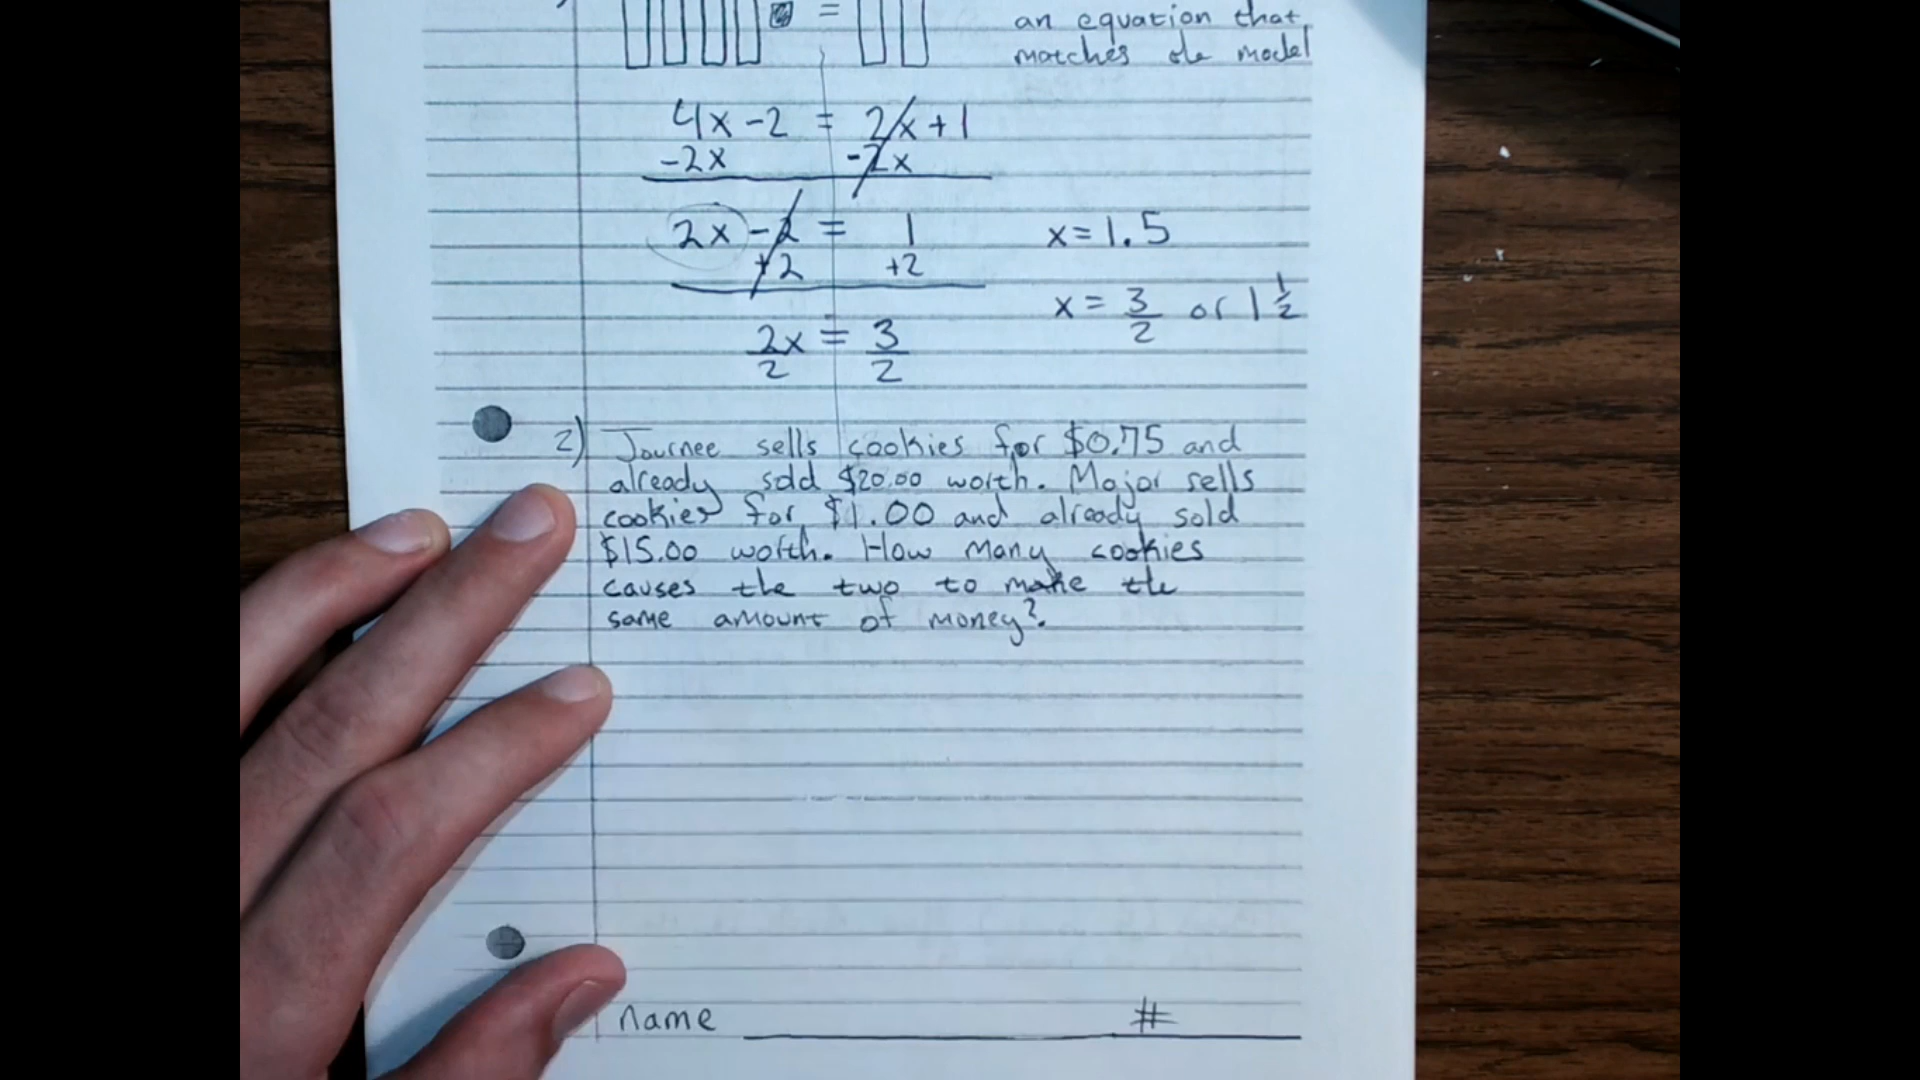 =
an equation that
matches the model
4x - 2 = 2x + 1
-2x -2x
2x - 2 = 1
+2 +2
2x = 3
2 2
x = 1.5
x = 3/2 or 1 1/2
2) Journee sells cookies for $0.75 and
already sold $20.00 worth. Major sells
cookies for $1.00 and already sold
$15.00 worth. How many cookies
causes the two to make the
same amount of money?
name #